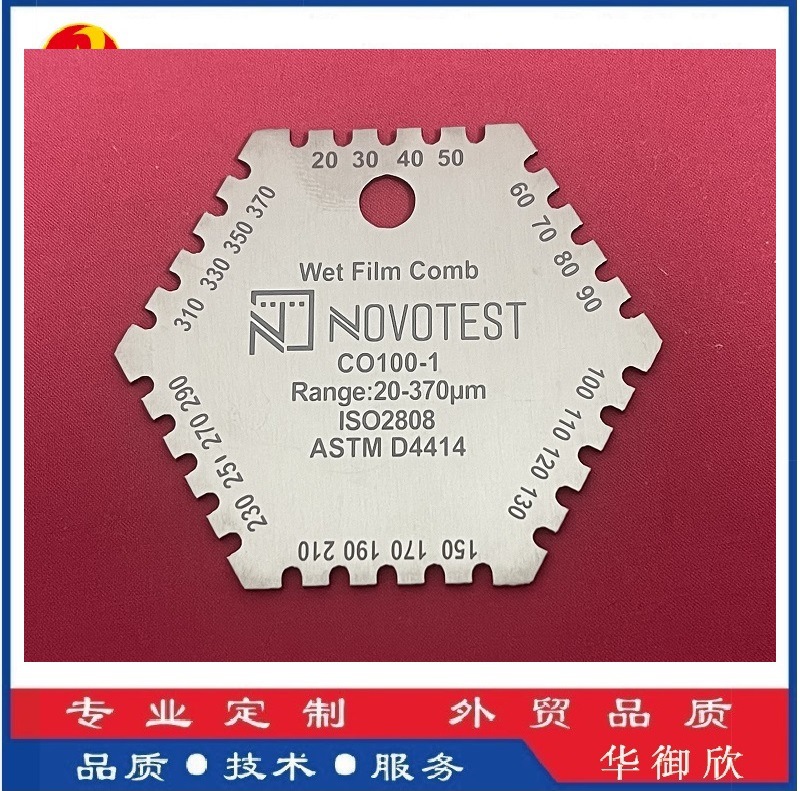 20 30 40 50
60 70 80 90
100 110 120 130
150 170 190 210
230 251 270 290
310 330 350 370
Wet Film Comb
NOVOTEST
CO100-1
Range:20-370µm
ISO2808
ASTM D4414
专业定制 外贸品质
品质●技术●服务 华御欣